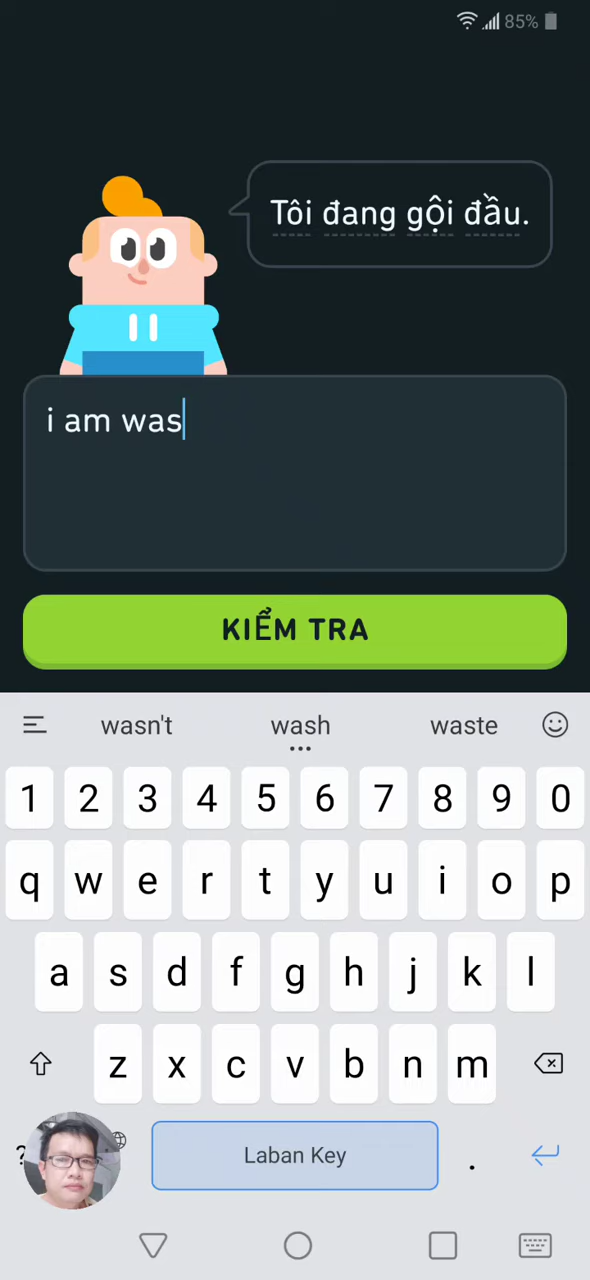 85%
Tôi đang gội đầu.
i am was
KIỂM TRA
wasn't wash waste
1 2 3 4 5 6 7 8 9 0
q w e r t y u i o p
a s d f g h j k l
z x c v b n m
? Laban Key .